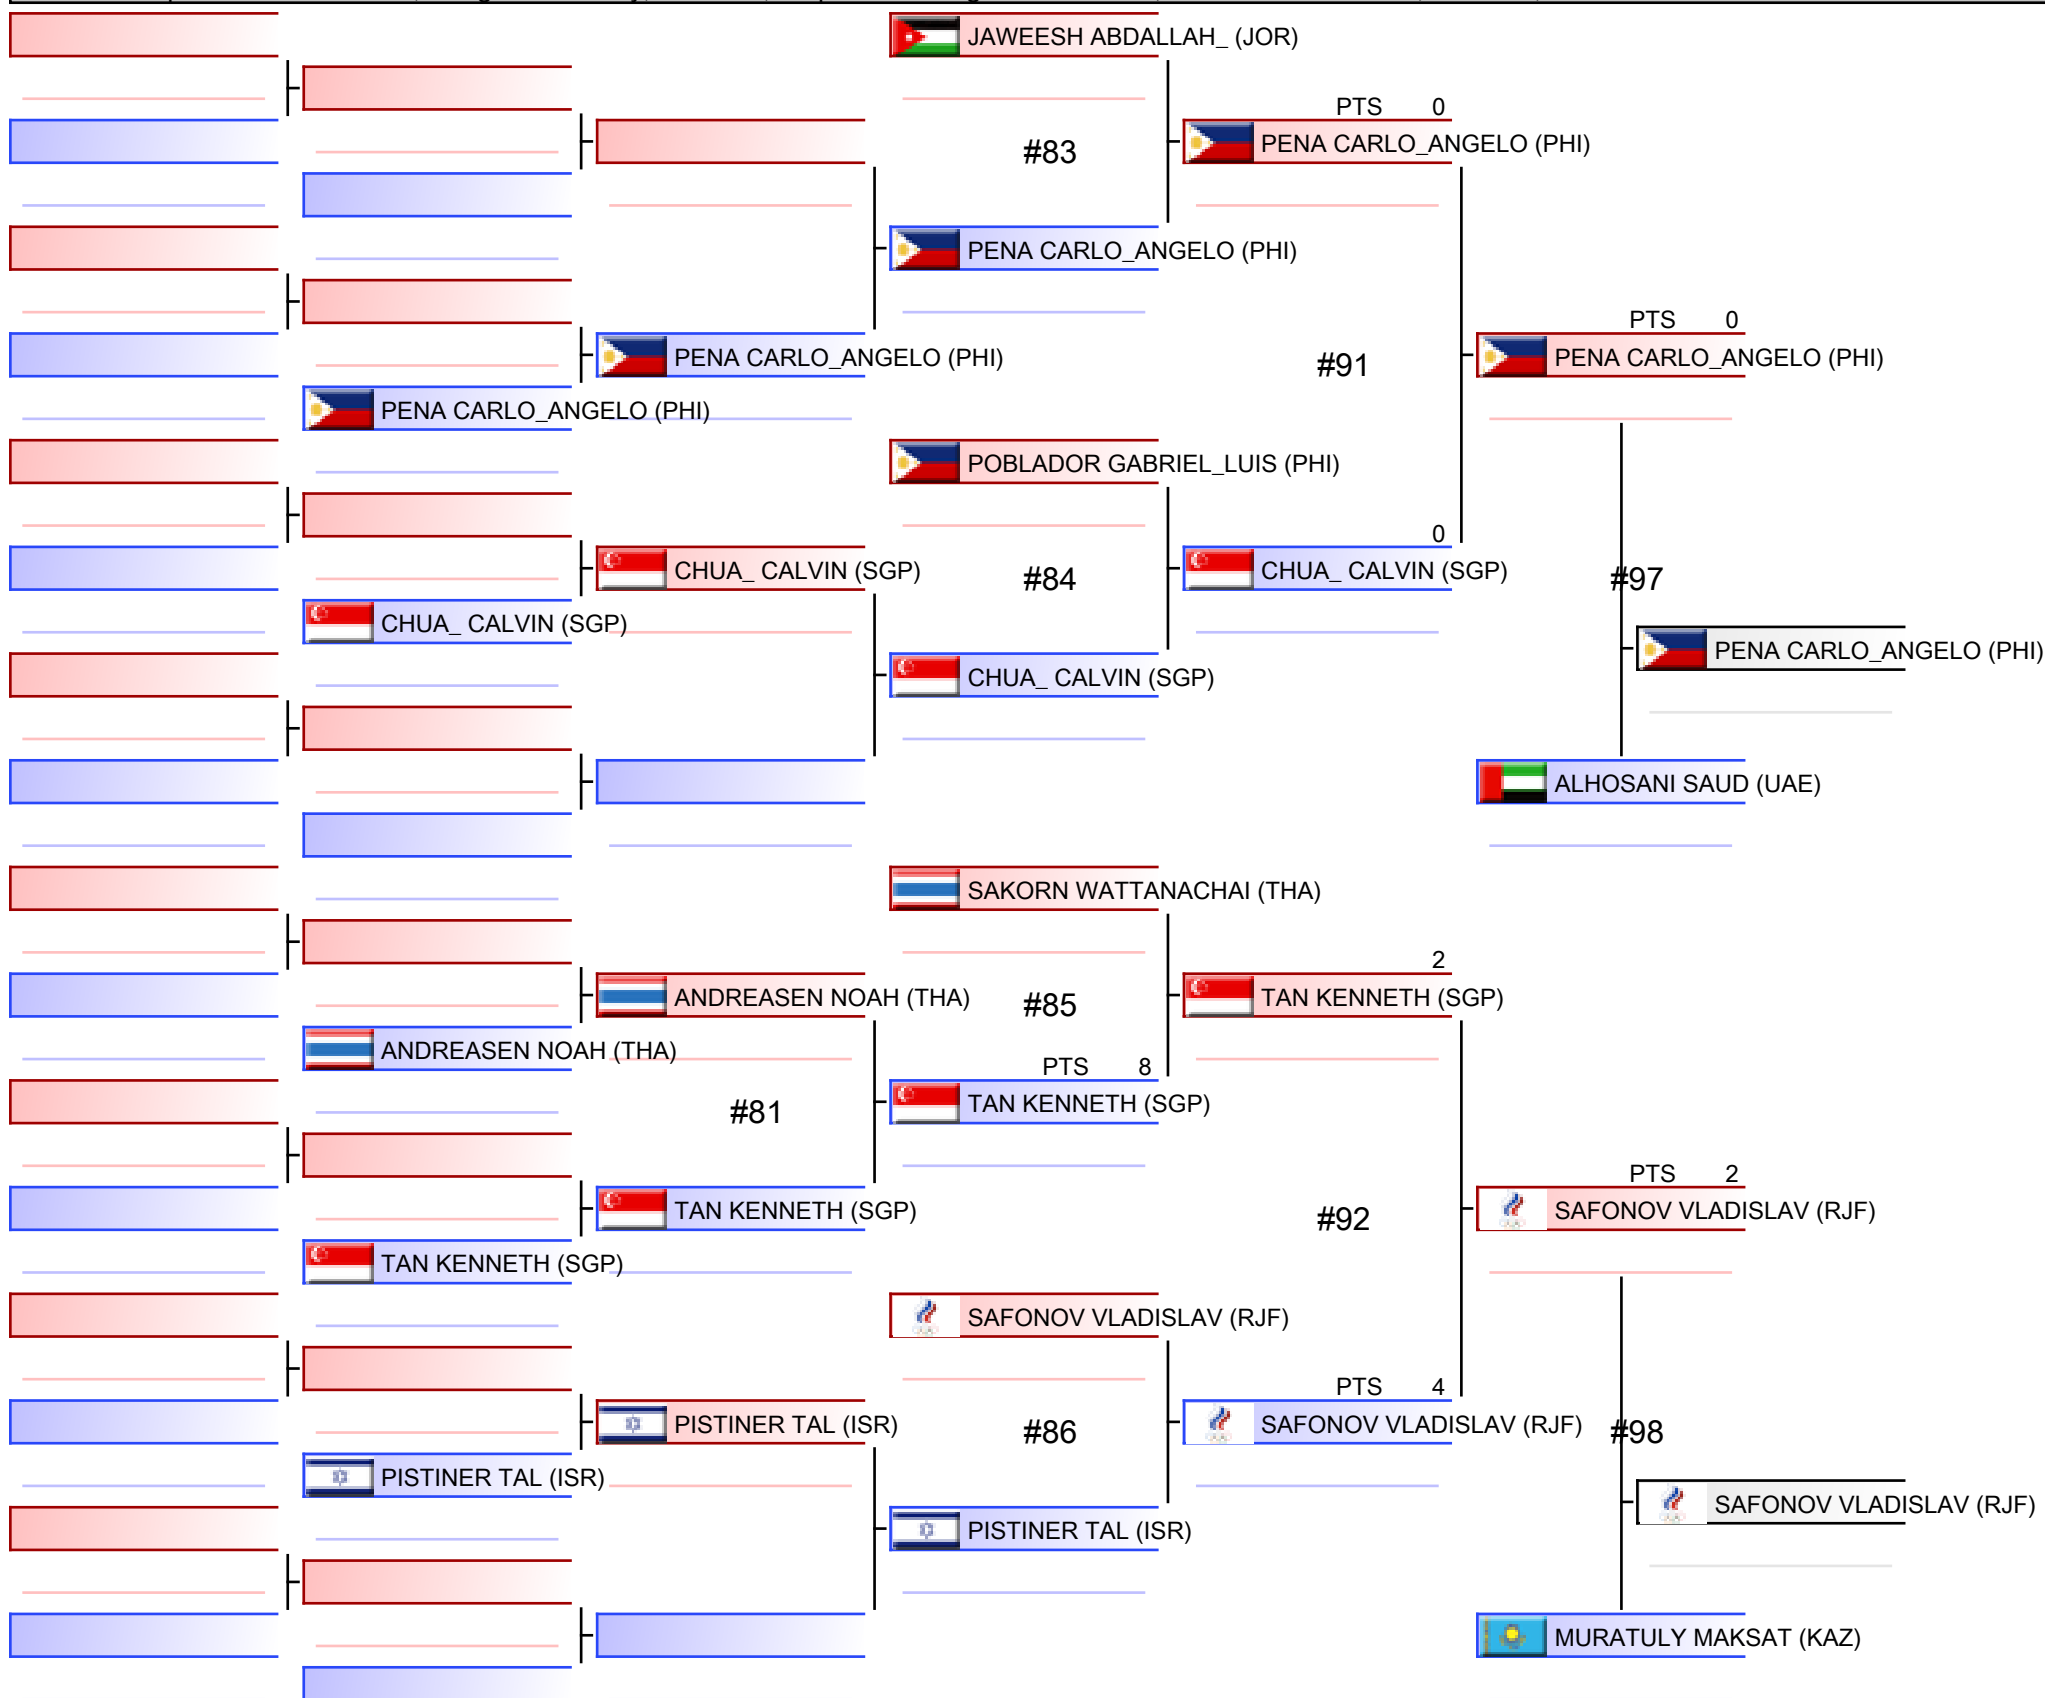 JAWEESH ABDALLAH_ (JOR)
PTS 0
#83
PENA CARLO_ANGELO (PHI)
PENA CARLO_ANGELO (PHI)
PTS 0
PENA CARLO_ANGELO (PHI)
#91
PENA CARLO_ANGELO (PHI)
PENA CARLO_ANGELO (PHI)
POBLADOR GABRIEL_LUIS (PHI)
0
CHUA_ CALVIN (SGP)
#84
CHUA_ CALVIN (SGP)
#97
CHUA_ CALVIN (SGP)
PENA CARLO_ANGELO (PHI)
CHUA_ CALVIN (SGP)
ALHOSANI SAUD (UAE)
SAKORN WATTANACHAI (THA)
2
ANDREASEN NOAH (THA)
#85
TAN KENNETH (SGP)
ANDREASEN NOAH (THA)
PTS 8
#81
TAN KENNETH (SGP)
PTS 2
TAN KENNETH (SGP)
#92
SAFONOV VLADISLAV (RJF)
TAN KENNETH (SGP)
SAFONOV VLADISLAV (RJF)
PTS 4
PISTINER TAL (ISR)
#86
SAFONOV VLADISLAV (RJF)
#98
PISTINER TAL (ISR)
SAFONOV VLADISLAV (RJF)
PISTINER TAL (ISR)
MURATULY MAKSAT (KAZ)